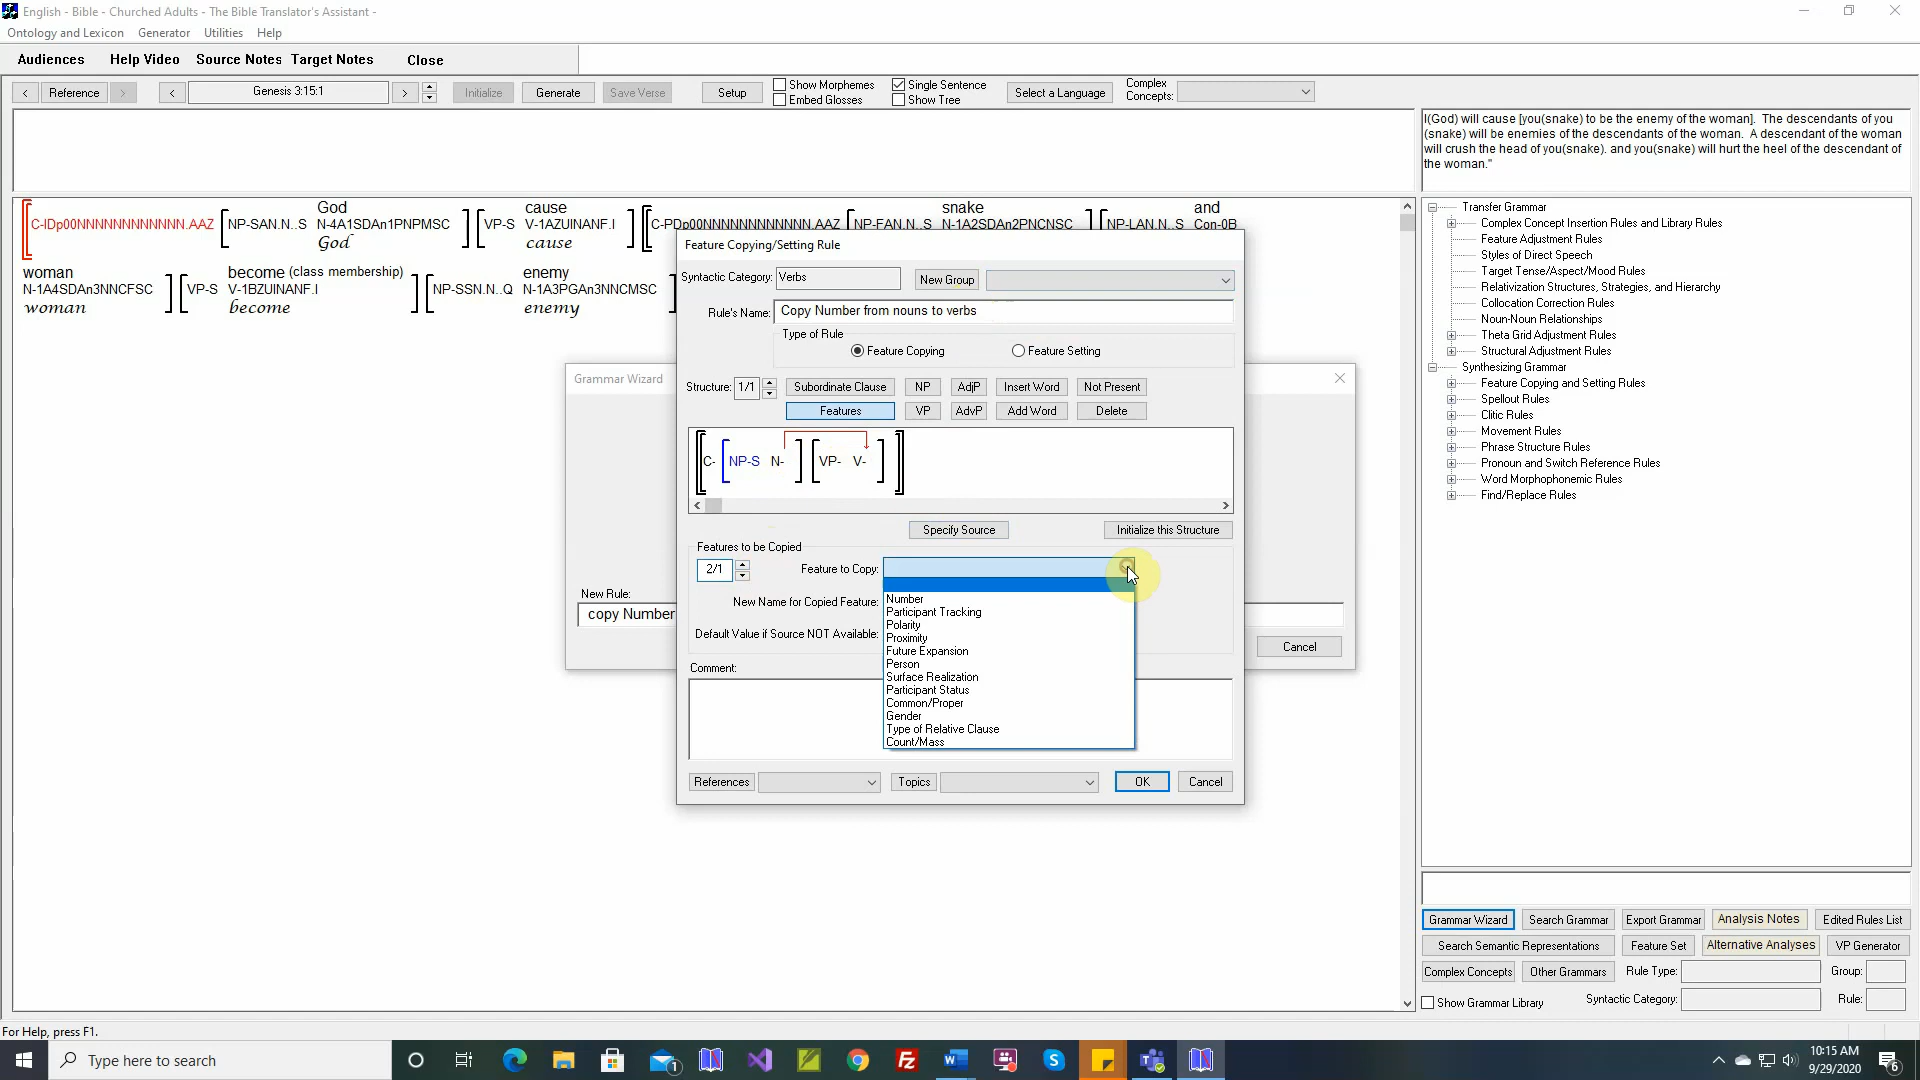 English - Bible - Churched Adults - The Bible Translator's Assistant -
Ontology and Lexicon Generator Utilities Help
Audiences Help Video Source Notes Target Notes Close
< Reference > < Genesis 3:15:1 > Initialize Generate Save Verse Setup Show Morphemes Embed Glosses Single Sentence Show Tree Select a Language Complex Concepts:
I(God) will cause [you(snake) to be the enemy of the woman]. The descendants of you
(snake) will be enemies of the descendants of the woman. A descendant of the woman
will crush the head of you(snake). and you(snake) will hurt the heel of the descendant of
the woman."
God cause snake and
C-IDp00NNNNNNNNNNNN.AAZ NP-SAN.N..S N-4A1SDAn1PNPMSC VP-S V-1AZUINANF.I C-PDp00NNNNNNNNNNNN.AAZ NP-FAN.N..S N-1A2SDAn2PNCNSC NP-LAN.N..S Con-0B
God cause
woman become (class membership) enemy
N-1A4SDAn3NNCFSC VP-S V-1BZUINANF.I NP-SSN.N..Q N-1A3PGAn3NNCMSC
woman become enemy
Feature Copying/Setting Rule
Syntactic Category: Verbs New Group
Rule's Name: Copy Number from nouns to verbs
Type of Rule
Feature Copying Feature Setting
Structure: 1/1 Subordinate Clause NP AdjP Insert Word Not Present
Features VP AdvP Add Word Delete
C- NP-S N- VP- V-
< >
Specify Source Initialize this Structure
Features to be Copied
2/1 Feature to Copy:
New Name for Copied Feature:
Default Value if Source NOT Available:
Number
Participant Tracking
Polarity
Proximity
Future Expansion
Person
Surface Realization
Participant Status
Common/Proper
Gender
Type of Relative Clause
Count/Mass
Comment:
References Topics OK Cancel
Grammar Wizard
New Rule:
copy Number
Cancel
Transfer Grammar
Complex Concept Insertion Rules and Library Rules
Feature Adjustment Rules
Styles of Direct Speech
Target Tense/Aspect/Mood Rules
Relativization Structures, Strategies, and Hierarchy
Collocation Correction Rules
Noun-Noun Relationships
Theta Grid Adjustment Rules
Structural Adjustment Rules
Synthesizing Grammar
Feature Copying and Setting Rules
Spellout Rules
Clitic Rules
Movement Rules
Phrase Structure Rules
Pronoun and Switch Reference Rules
Word Morphophonemic Rules
Find/Replace Rules
Grammar Wizard Search Grammar Export Grammar Analysis Notes Edited Rules List
Search Semantic Representations Feature Set Alternative Analyses VP Generator
Complex Concepts Other Grammars Rule Type: Group:
Show Grammar Library Syntactic Category: Rule:
For Help, press F1.
Type here to search
10:15 AM
9/29/2020